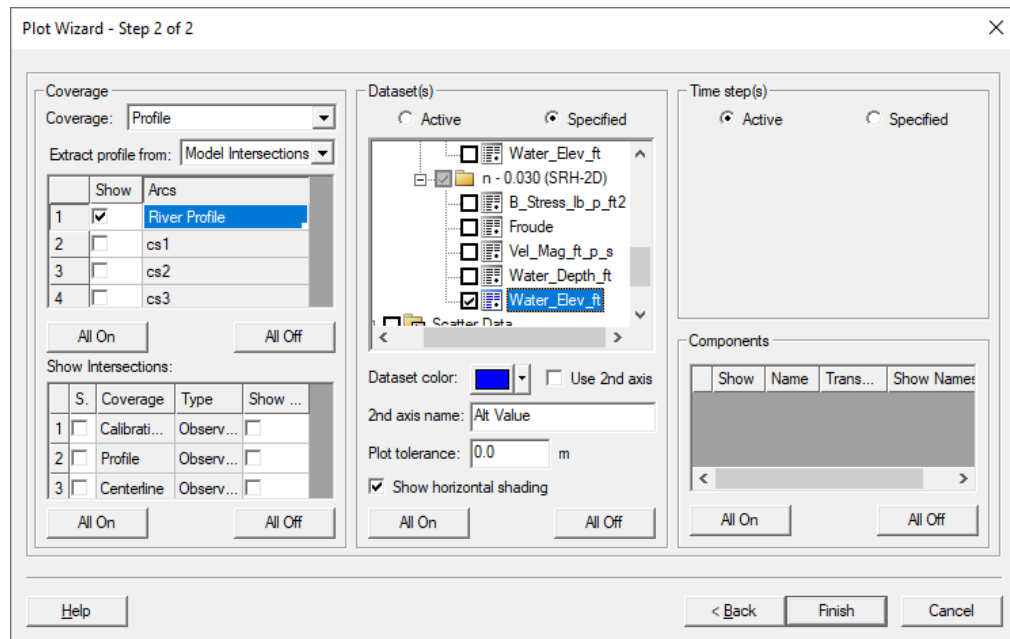 Plot Wizard - Step 2 of 2
Coverage
Coverage: Profile
Extract profile from: Model Intersections
Show Arcs
1 River Profile
2 cs1
3 cs2
4 cs3
All On All Off
Show Intersections:
S. Coverage Type Show ...
1 Calibrati... Observ...
2 Profile Observ...
3 Centerline Observ...
All On All Off
Dataset(s)
Active Specified
Water_Elev_ft
n - 0.030 (SRH-2D)
B_Stress_lb_p_ft2
Froude
Vel_Mag_ft_p_s
Water_Depth_ft
Water_Elev_ft
Scatter Data
Dataset color: Use 2nd axis
2nd axis name: Alt Value
Plot tolerance: 0.0 m
Show horizontal shading
All On All Off
Time step(s)
Active Specified
Components
Show Name Trans... Show Names
All On All Off
Help < Back Finish Cancel